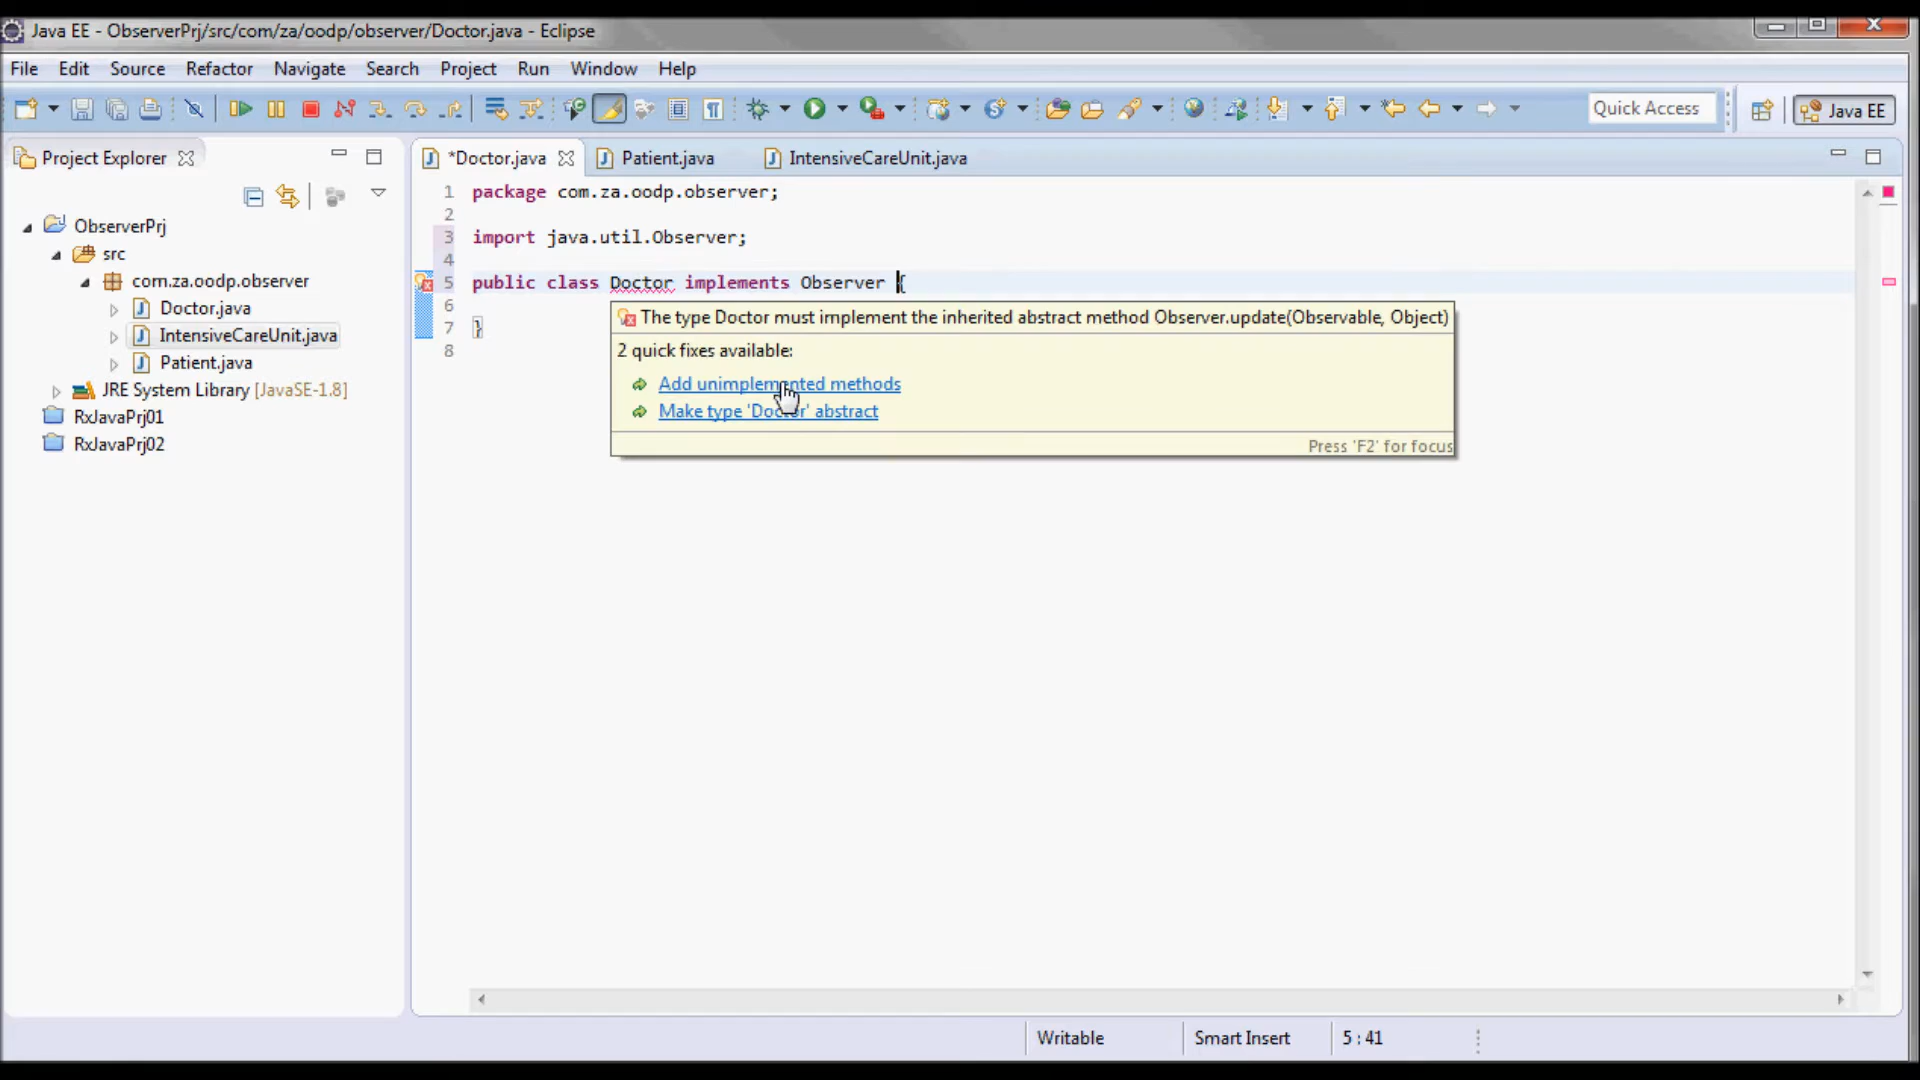 Java EE - ObserverPrj/src/com/za/oodp/observer/Doctor.java - Eclipse
File Edit Source Refactor Navigate Search Project Run Window Help
Quick Access
Java EE
Project Explorer
*Doctor.java
Patient.java
IntensiveCareUnit.java
ObserverPrj
src
com.za.oodp.observer
Doctor.java
IntensiveCareUnit.java
Patient.java
JRE System Library [JavaSE-1.8]
RxJavaPrj01
RxJavaPrj02
1 package com.za.oodp.observer;
2
3 import java.util.Observer;
4
5 public class Doctor implements Observer {
6
7 }
8
The type Doctor must implement the inherited abstract method Observer.update(Observable, Object)
2 quick fixes available:
Add unimplemented methods
Make type 'Doctor' abstract
Press 'F2' for focus
Writable
Smart Insert
5 : 41